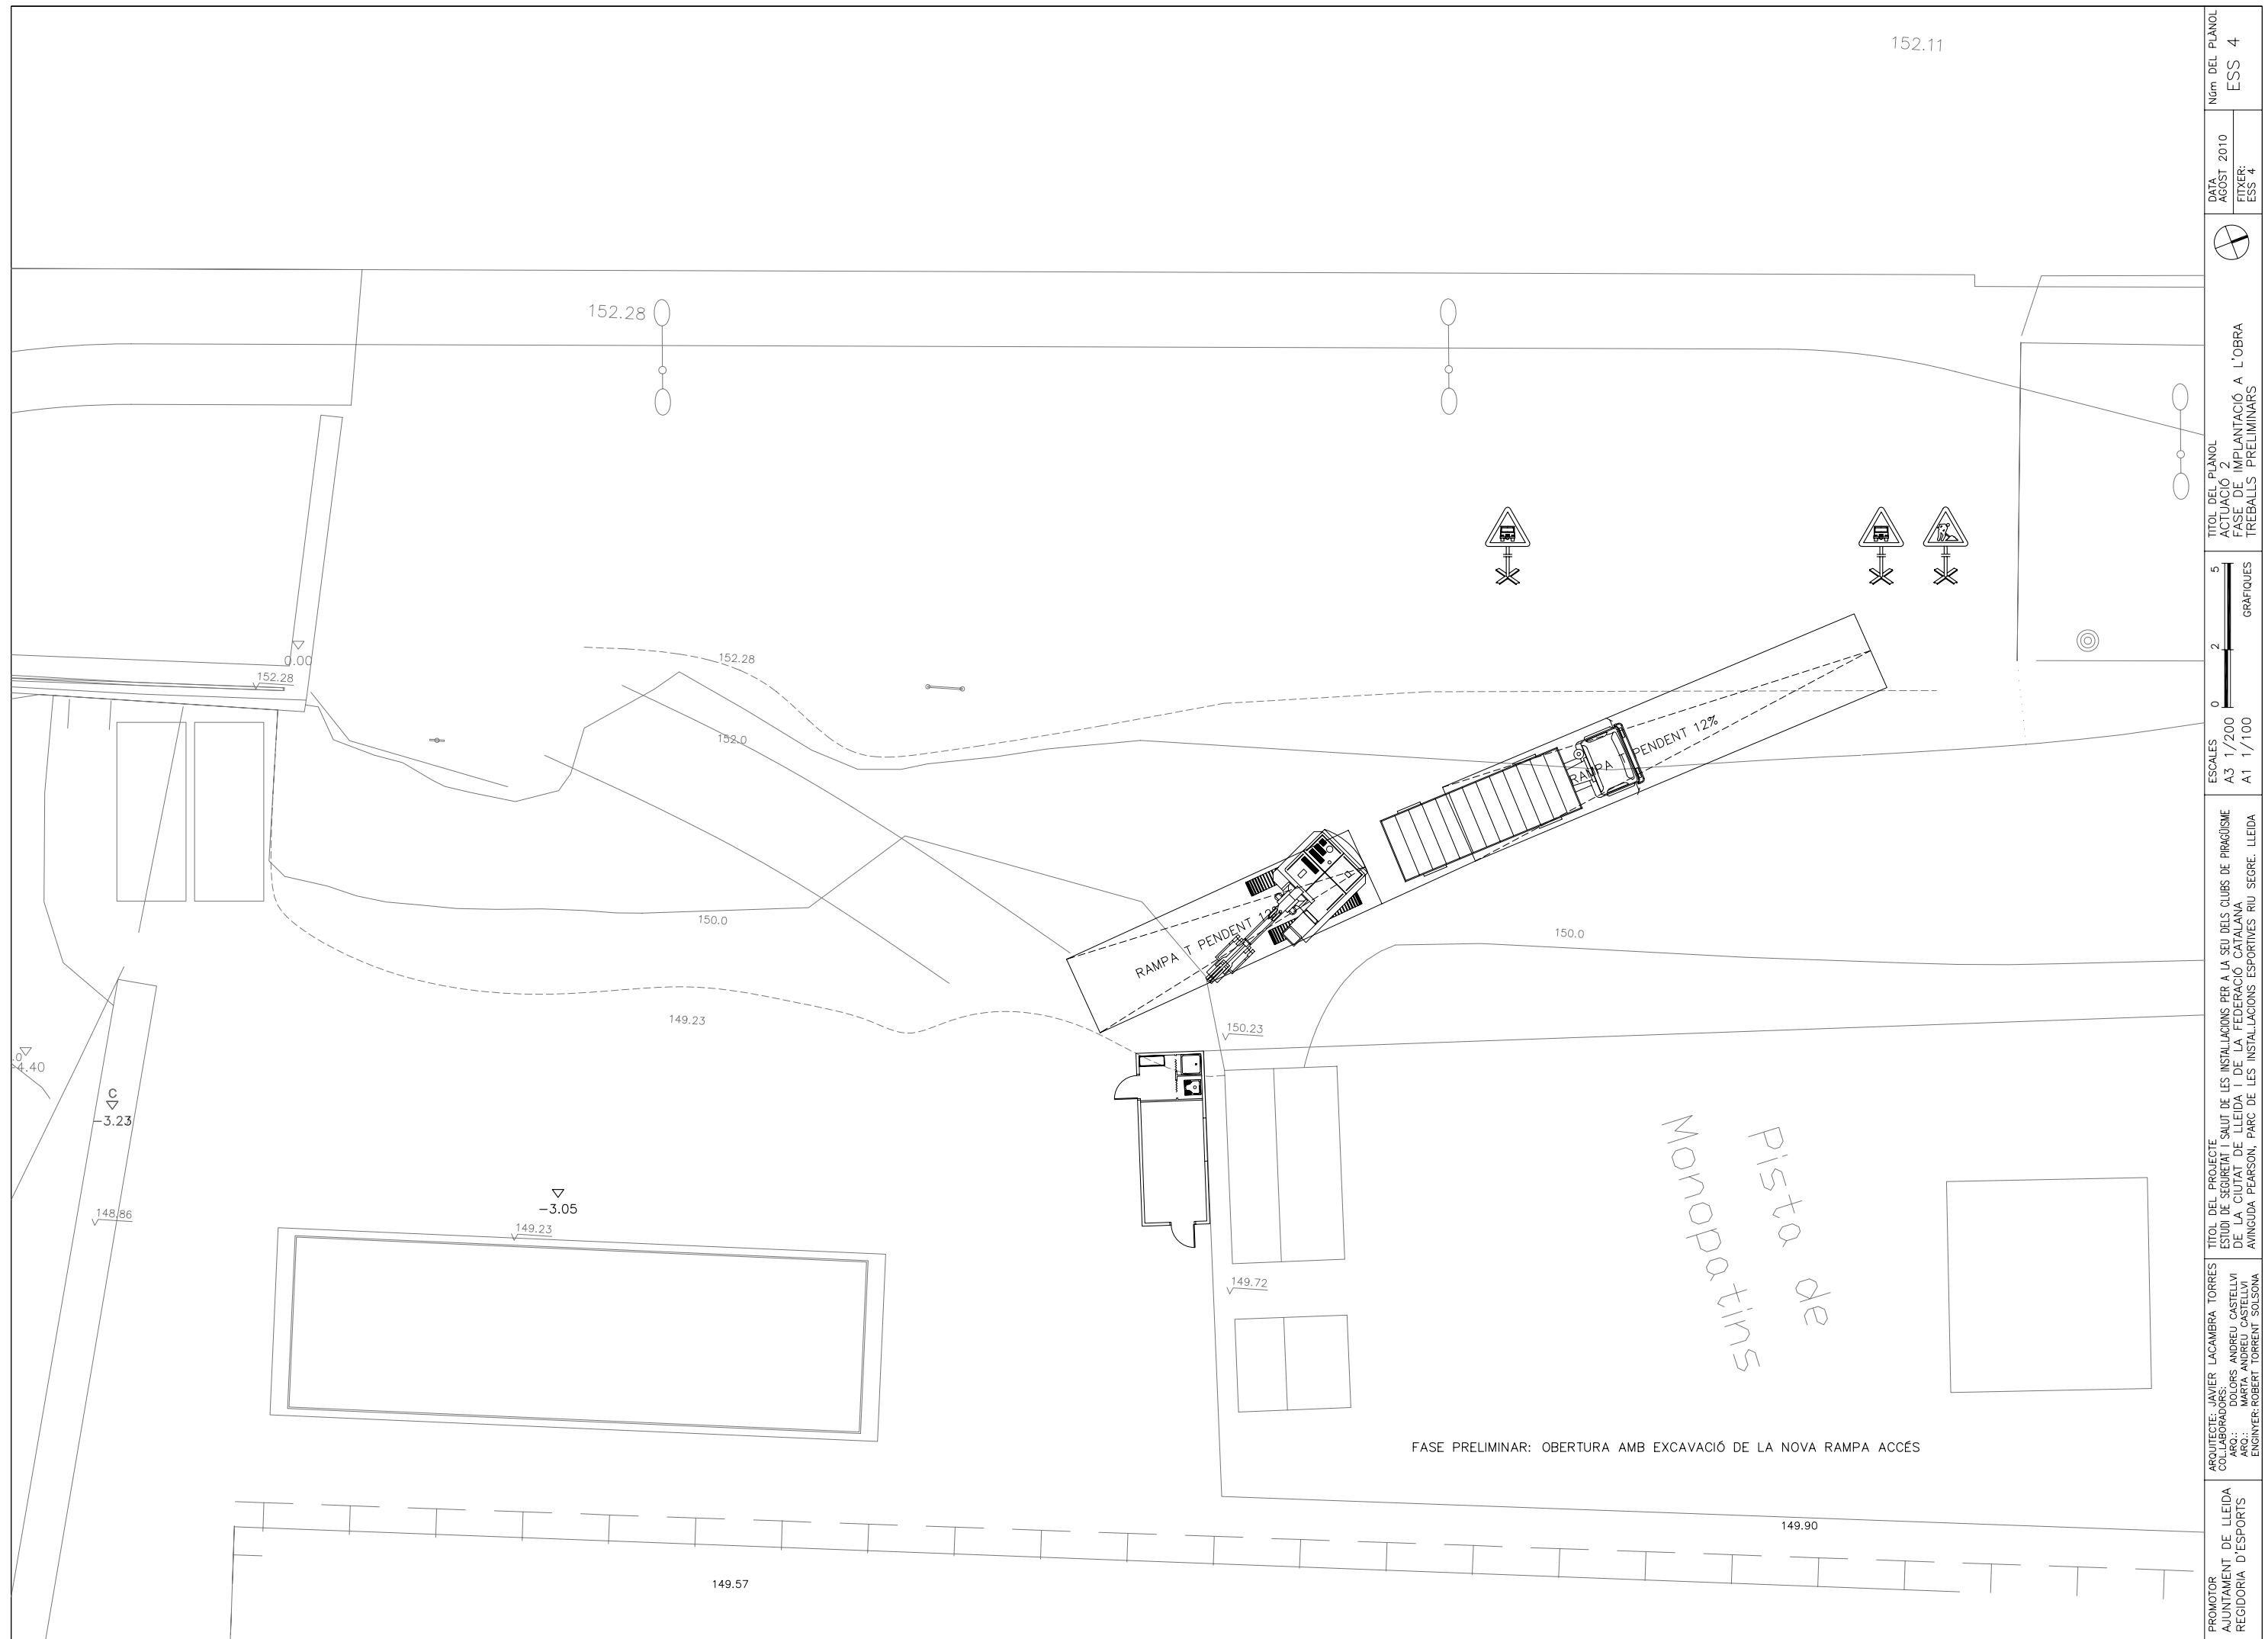 152.11
152.28
0.00
152.28
152.28
152.0
RAMPA
PENDENT 12%
150.0
RAMPA T PENDENT 12%
150.0
149.23
150.23
.0
-4.40
C
-3.23
Pista de
Monopatins
148.86
-3.05
149.23
149.72
FASE PRELIMINAR: OBERTURA AMB EXCAVACIÓ DE LA NOVA RAMPA ACCÉS
149.90
149.57
PROMOTOR
AJUNTAMENT DE LLEIDA
REGIDORIA D'ESPORTS
ARQUITECTE: JAVIER LACAMBRA TORRES
COL.LABORADORS:
ARQ.: DOLORS ANDREU CASTELLVI
ARQ.: MARTA ANDREU CASTELLVI
ENGINYER: ROBERT TORRENT SOLSONA
TÍTOL DEL PROJECTE
ESTUDI DE SEGURETAT I SALUT DE LES INSTAL.LACIONS PER A LA SEU DELS CLUBS DE PIRAGÜISME
DE LA CIUTAT DE LLEIDA I DE LA FEDERACIÓ CATALANA
AVINGUDA PEARSON, PARC DE LES INSTAL.LACIONS ESPORTIVES RIU SEGRE. LLEIDA
ESCALES
A3 1/200
A1 1/100
0 2 5
GRÀFIQUES
TITOL DEL PLÀNOL
ACTUACIÓ 2
FASE DE IMPLANTACIÓ A L'OBRA
TREBALLS PRELIMINARS
DATA
AGOST 2010
FITXER:
ESS 4
Núm DEL PLÀNOL
ESS 4